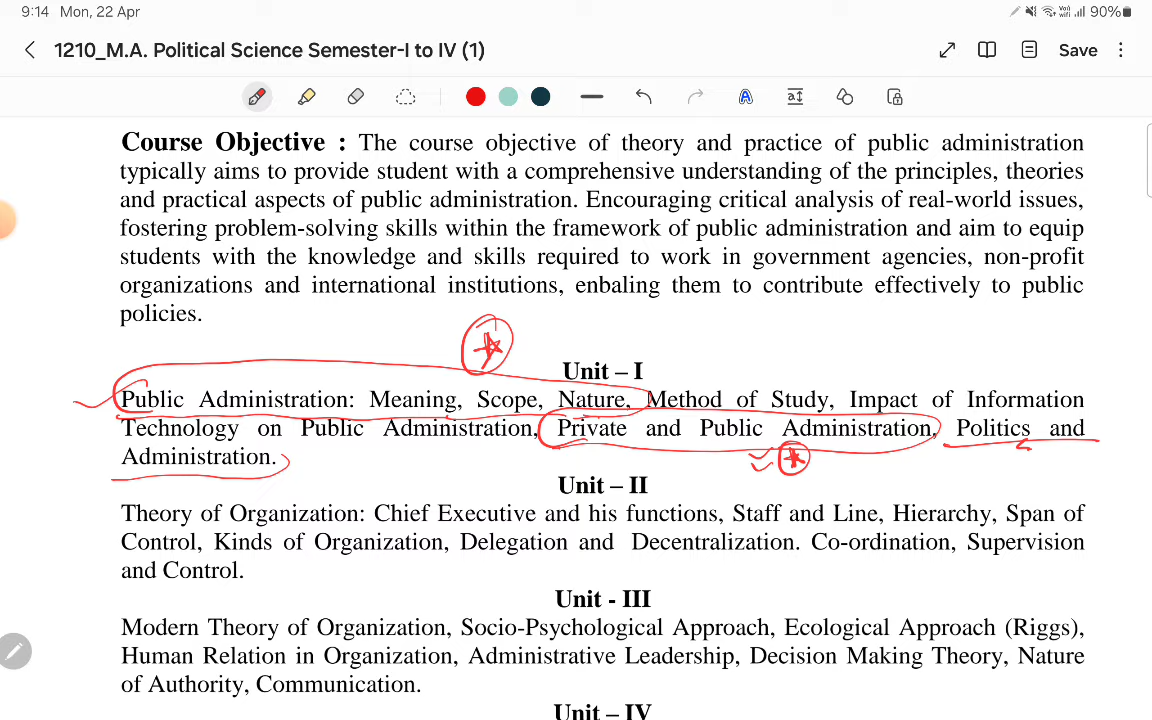 9:14 Mon, 22 Apr 90%
1210_M.A. Political Science Semester-I to IV (1) Save
Course Objective : The course objective of theory and practice of public administration
typically aims to provide student with a comprehensive understanding of the principles, theories
and practical aspects of public administration. Encouraging critical analysis of real-world issues,
fostering problem-solving skills within the framework of public administration and aim to equip
students with the knowledge and skills required to work in government agencies, non-profit
organizations and international institutions, enbaling them to contribute effectively to public
policies.
Unit – I
Public Administration: Meaning, Scope, Nature, Method of Study, Impact of Information
Technology on Public Administration, Private and Public Administration, Politics and
Administration.
Unit – II
Theory of Organization: Chief Executive and his functions, Staff and Line, Hierarchy, Span of
Control, Kinds of Organization, Delegation and Decentralization. Co-ordination, Supervision
and Control.
Unit - III
Modern Theory of Organization, Socio-Psychological Approach, Ecological Approach (Riggs),
Human Relation in Organization, Administrative Leadership, Decision Making Theory, Nature
of Authority, Communication.
Unit – IV